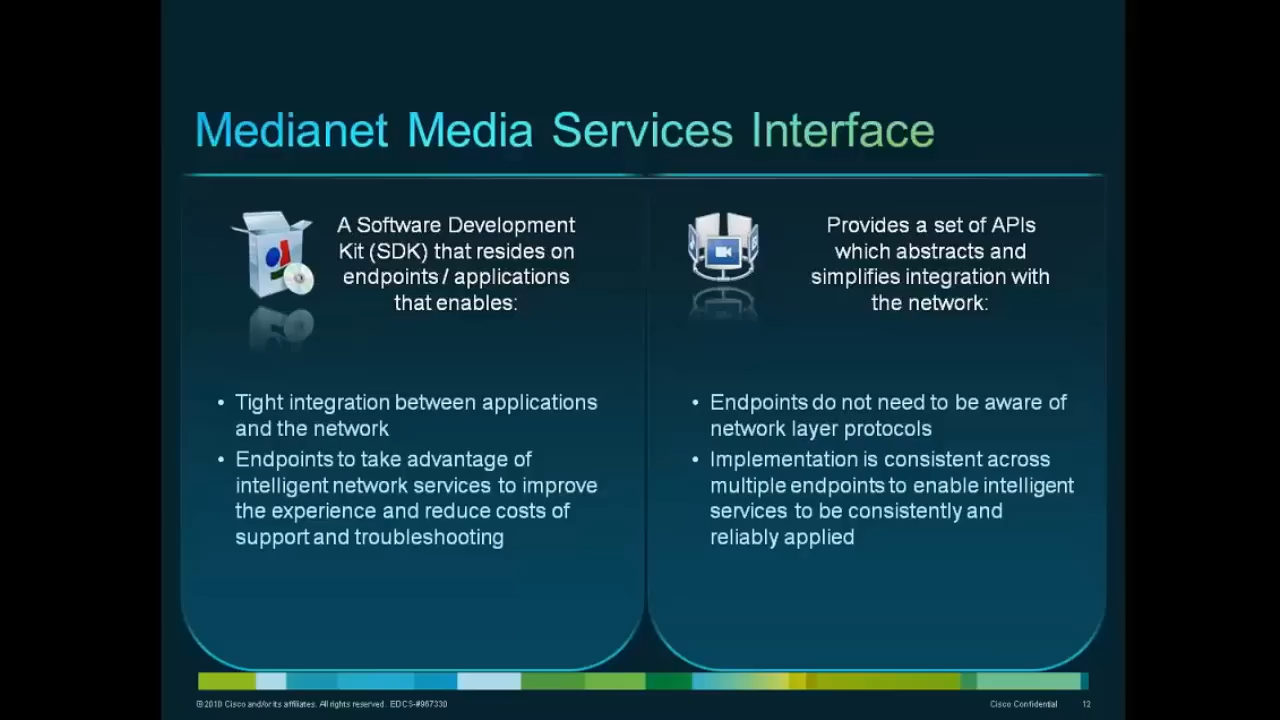 Medianet Media Services Interface
A Software Development
Kit (SDK) that resides on
endpoints / applications
that enables:
• Tight integration between applications
and the network
• Endpoints to take advantage of
intelligent network services to improve
the experience and reduce costs of
support and troubleshooting
Provides a set of APIs
which abstracts and
simplifies integration with
the network:
• Endpoints do not need to be aware of
network layer protocols
• Implementation is consistent across
multiple endpoints to enable intelligent
services to be consistently and
reliably applied
© 2010 Cisco and/or its affiliates. All rights reserved. EDCS-#967330
Cisco Confidential
12